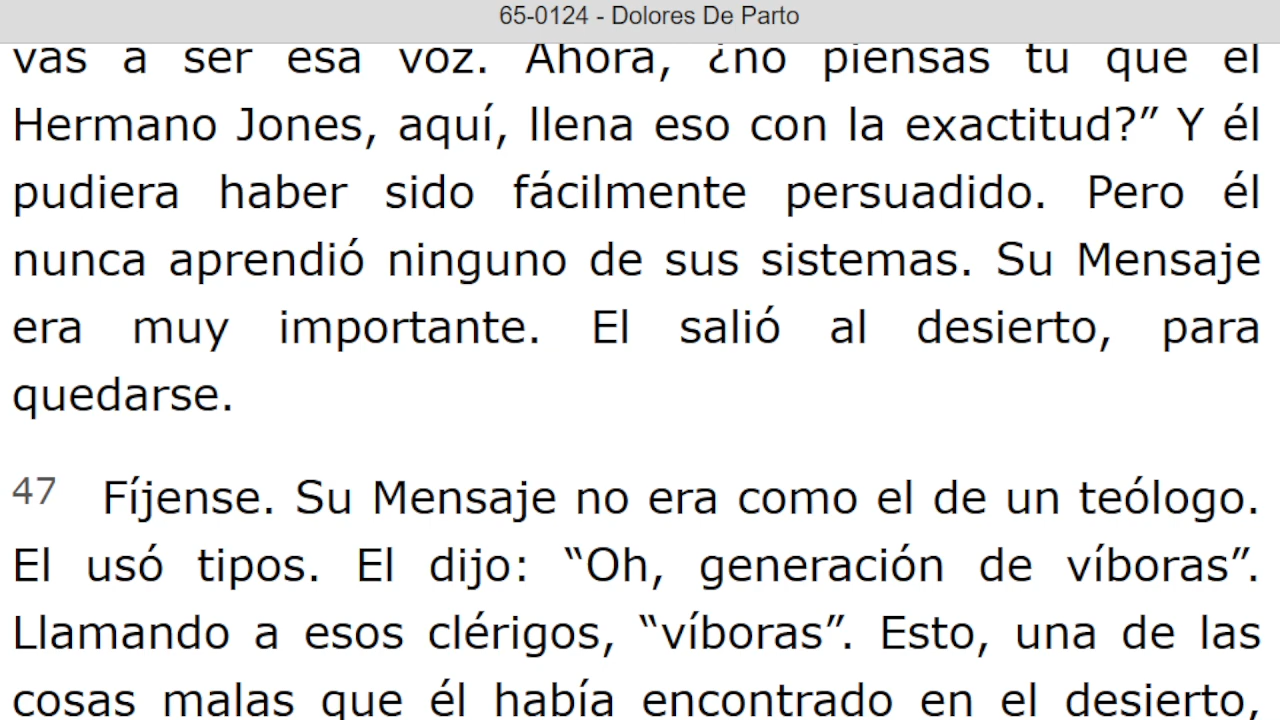 65-0124 - Dolores De Parto
vas a ser esa voz. Ahora, ¿no piensas tú que el
Hermano Jones, aquí, llena eso con la exactitud?” Y él
pudiera haber sido fácilmente persuadido. Pero él
nunca aprendió ninguno de sus sistemas. Su Mensaje
era muy importante. El salió al desierto, para
quedarse.
47 Fíjense. Su Mensaje no era como el de un teólogo.
El usó tipos. El dijo: “Oh, generación de víboras”.
Llamando a esos clérigos, “víboras”. Esto, una de las
cosas malas que él había encontrado en el desierto,